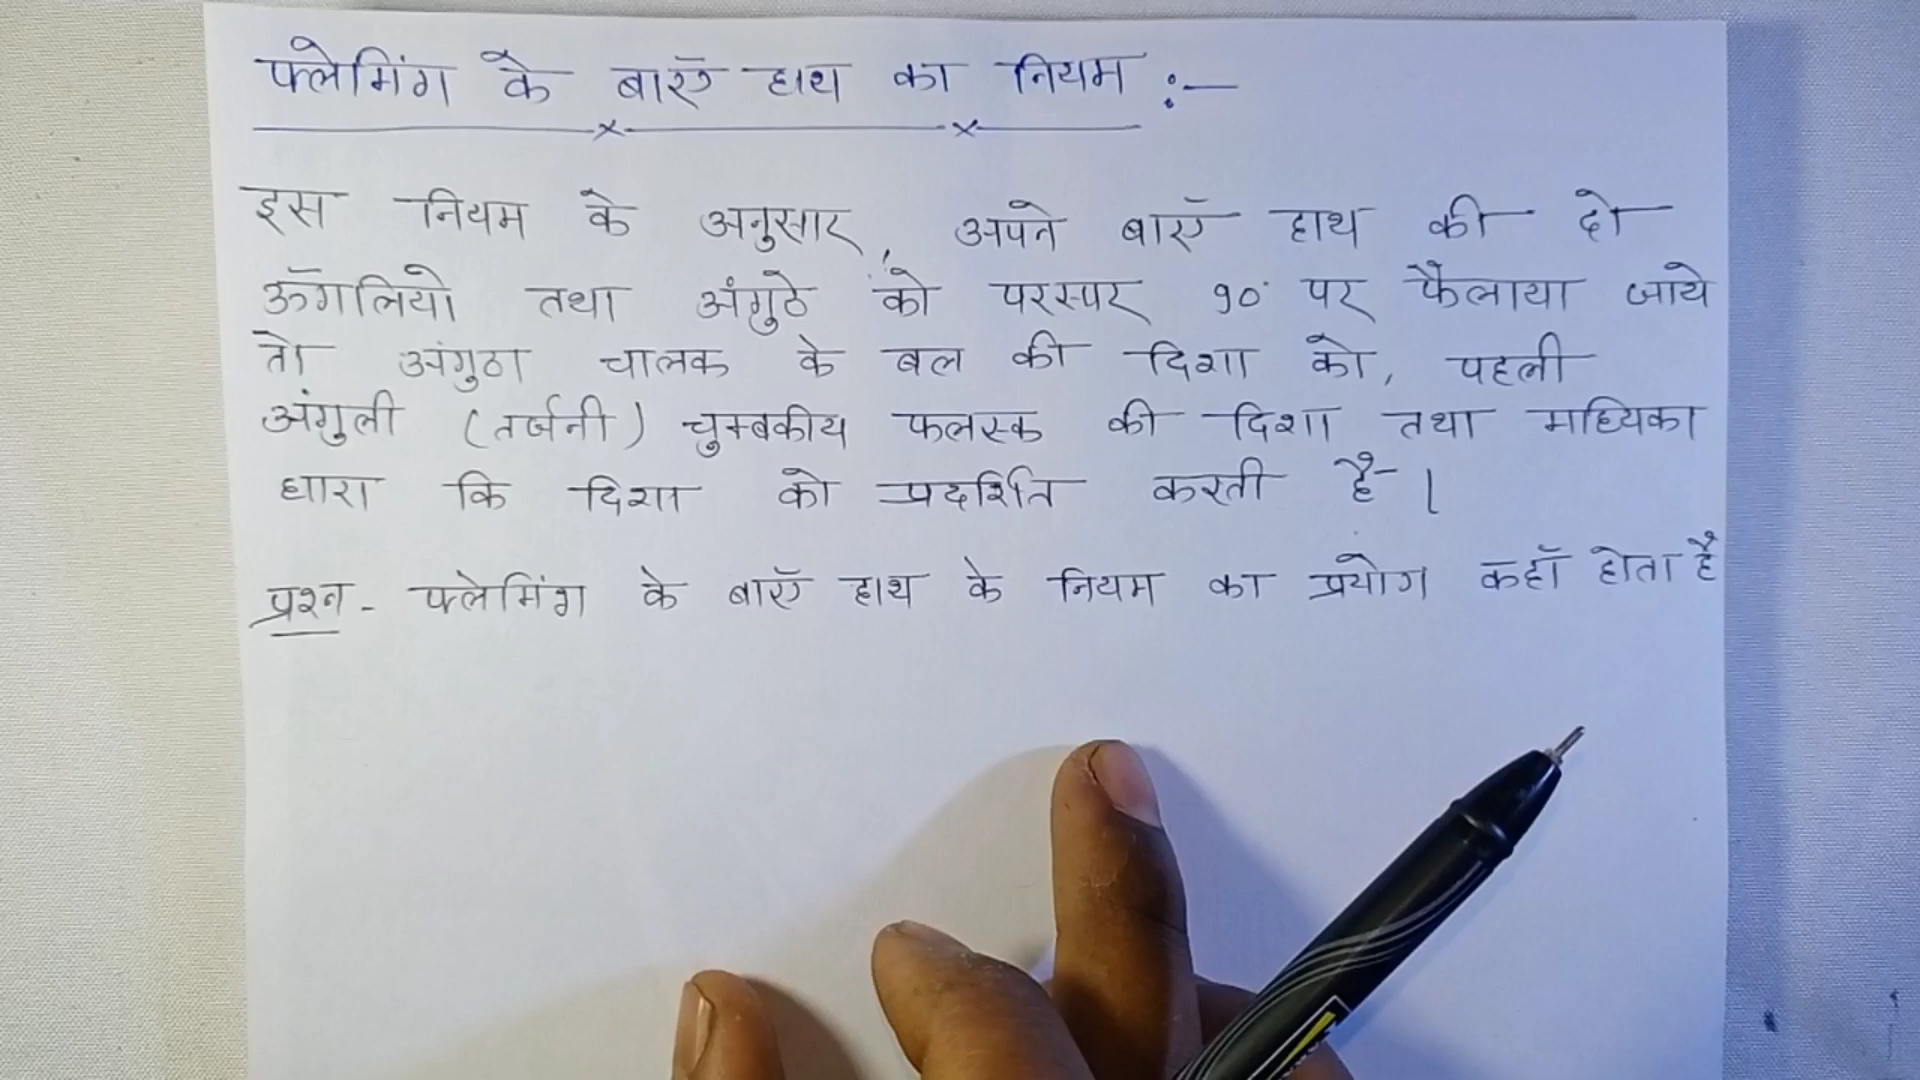 फ्लेमिंग के बाएँ हाथ का नियम :-
इस नियम के अनुसार, अपने बाएँ हाथ की दो
ऊँगलियो तथा अंगुठे को परस्पर 90° पर फैलाया जाये
तो अंगुठा चालक के बल की दिशा को, पहली
अंगुली (तर्जनी) चुम्बकीय फलस्क की दिशा तथा मध्यिका
धारा कि दिशा को प्रदर्शित करती है।
प्रश्न - फ्लेमिंग के बाएँ हाथ के नियम का प्रयोग कहाँ होता है